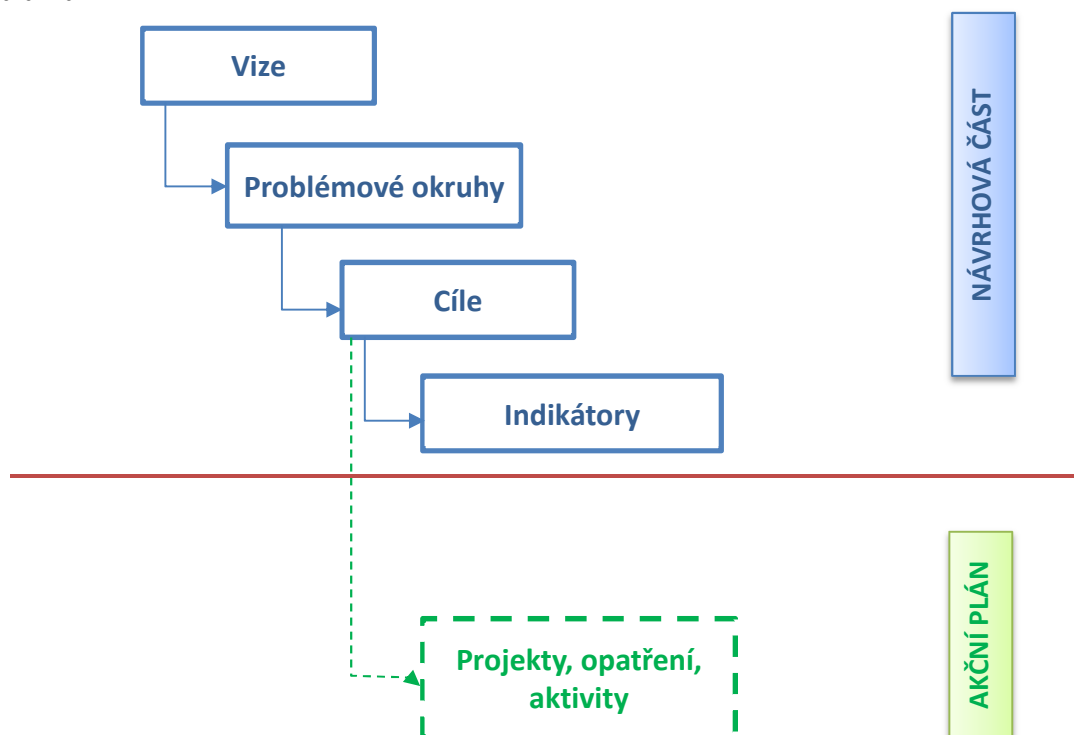 Vize
NÁVRHOVÁ ČÁST
Problémové okruhy
Cíle
Indikátory
AKČNÍ PLÁN
Projekty, opatření,
aktivity